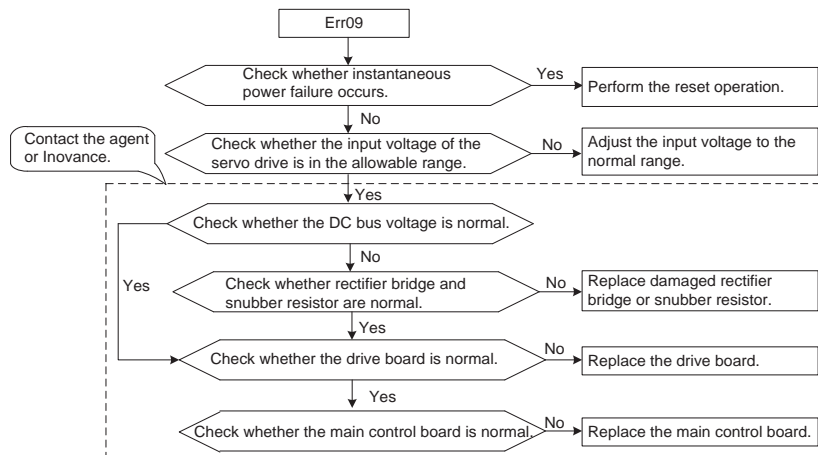 Err09
Check whether instantaneous
power failure occurs.
Yes
Perform the reset operation.
No
Contact the agent
or Inovance.
Check whether the input voltage of the
servo drive is in the allowable range.
No
Adjust the input voltage to the
normal range.
Yes
Check whether the DC bus voltage is normal.
No
Yes
Check whether rectifier bridge and
snubber resistor are normal.
No
Replace damaged rectifier
bridge or snubber resistor.
Yes
Check whether the drive board is normal.
No
Replace the drive board.
Yes
Check whether the main control board is normal.
No
Replace the main control board.